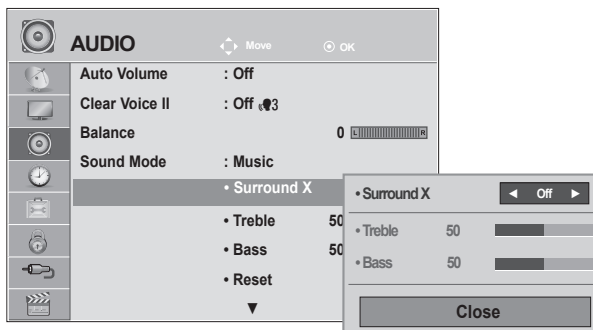 AUDIO Move OK
Auto Volume : Off
Clear Voice II : Off 3
Balance 0 L R
Sound Mode : Music
• Surround X
• Treble 50
• Bass 50
• Reset
▼
• Surround X ◄ Off ►
• Treble 50
• Bass 50
Close